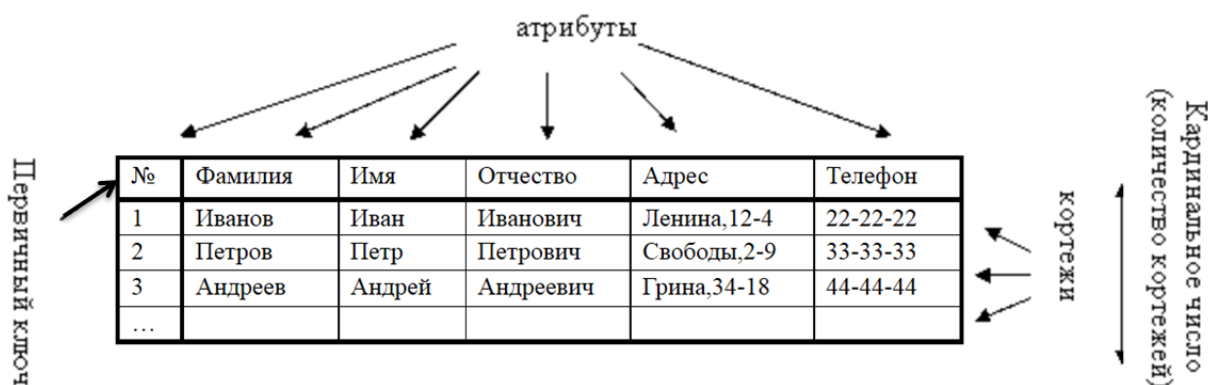 атрибуты
Первичный ключ
№ Фамилия Имя Отчество Адрес Телефон
1 Иванов Иван Иванович Ленина,12-4 22-22-22
2 Петров Петр Петрович Свободы,2-9 33-33-33
3 Андреев Андрей Андреевич Грина,34-18 44-44-44
…
кортежи
Кардинальное число
(количество кортежей)